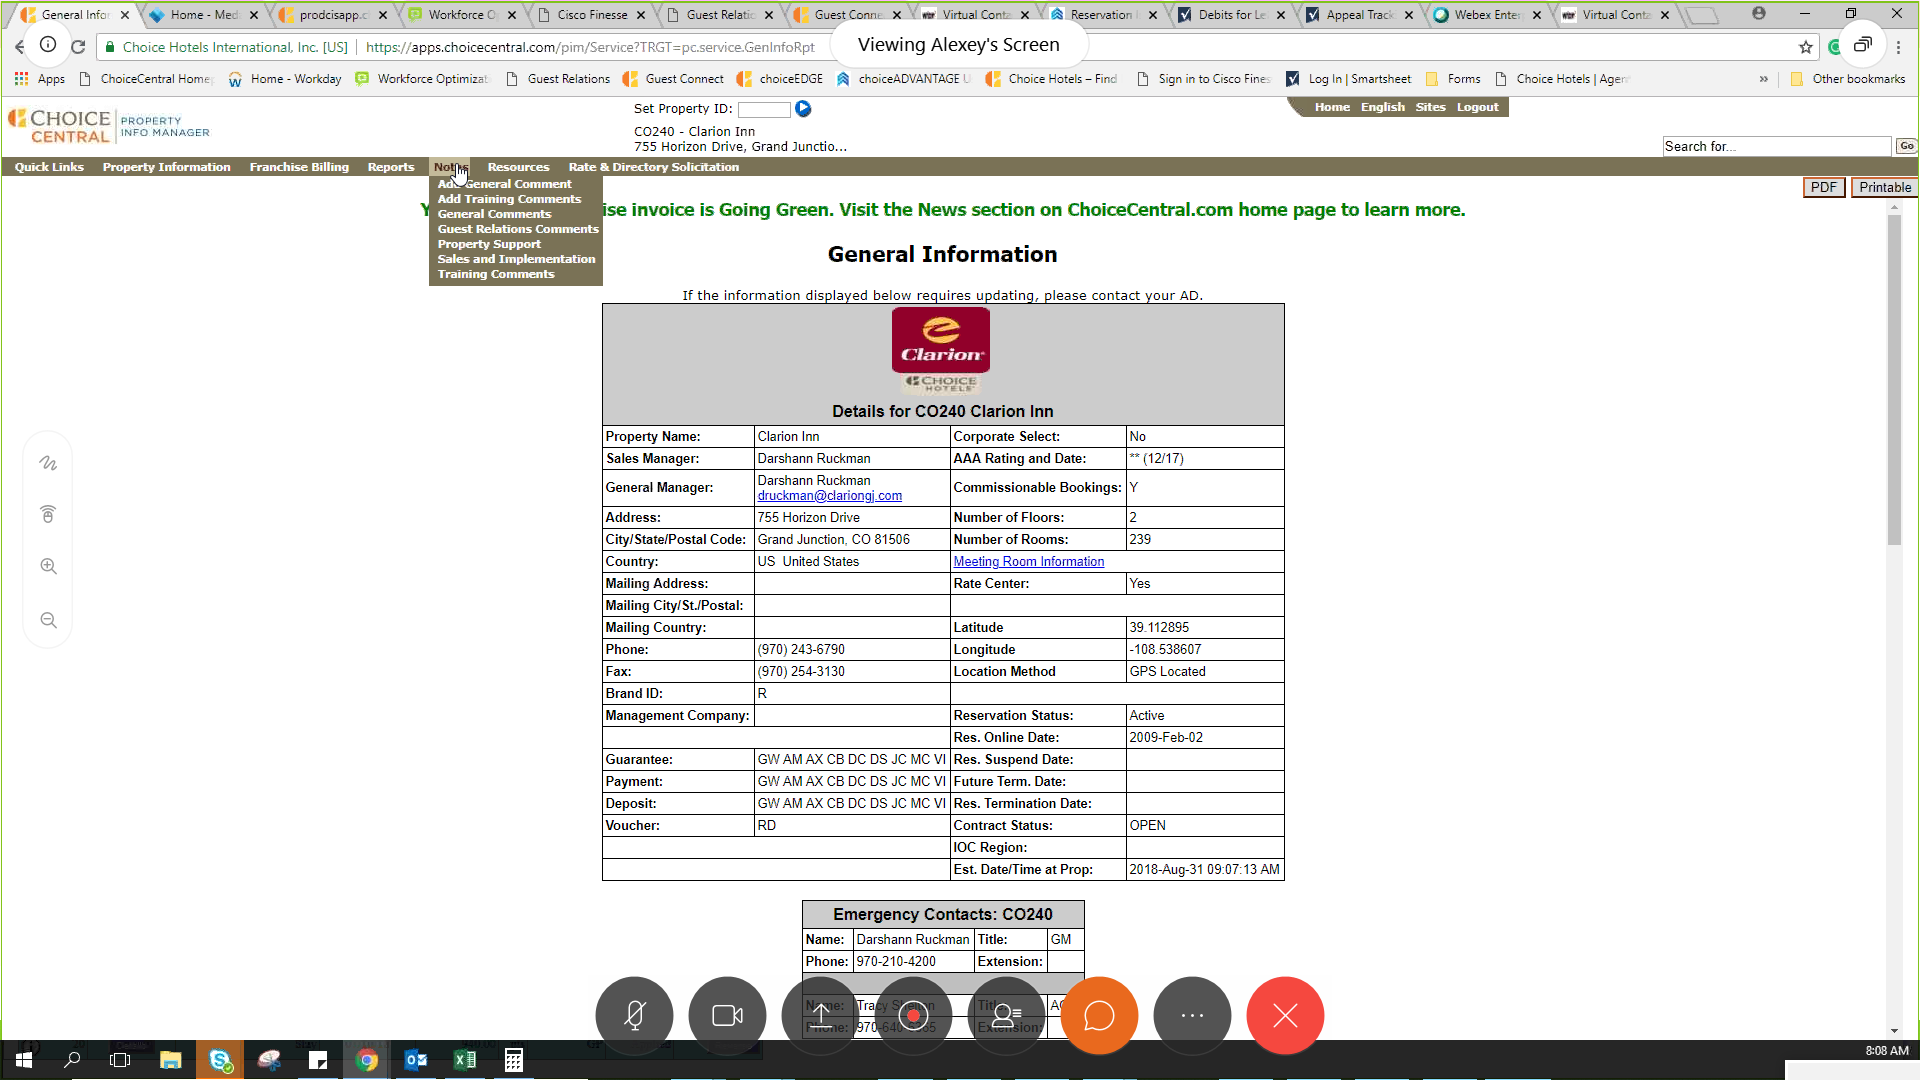 General Infor
Home - Med
prodcisapp.c
Workforce O
Cisco Finesse
Guest Relatic
Guest Conne
Virtual Conta
Reservation
Debits for Le
Appeal Track
Webex Enter
Virtual Conta
Choice Hotels International, Inc. [US]
https://apps.choicecentral.com/pim/Service?TRGT=pc.service.GenInfoRpt
Viewing Alexey's Screen
Apps
ChoiceCentral Home
Home - Workday
Workforce Optimizat
Guest Relations
Guest Connect
choiceEDGE
choiceADVANTAGE U
Choice Hotels – Find
Sign in to Cisco Fines
Log In | Smartsheet
Forms
Choice Hotels | Agen
» Other bookmarks
CHOICE CENTRAL
PROPERTY INFO MANAGER
Set Property ID:
CO240 - Clarion Inn
755 Horizon Drive, Grand Junctio...
Home English Sites Logout
Search for... Go
Quick Links Property Information Franchise Billing Reports Notes Resources Rate & Directory Solicitation
PDF Printable
Add General Comment
Add Training Comments
General Comments
Guest Relations Comments
Property Support
Sales and Implementation
Training Comments
ise invoice is Going Green. Visit the News section on ChoiceCentral.com home page to learn more.
General Information
If the information displayed below requires updating, please contact your AD.
Clarion
CHOICE HOTELS
Details for CO240 Clarion Inn
Property Name: Clarion Inn Corporate Select: No
Sales Manager: Darshann Ruckman AAA Rating and Date: ** (12/17)
General Manager: Darshann Ruckman druckman@clariongj.com Commissionable Bookings: Y
Address: 755 Horizon Drive Number of Floors: 2
City/State/Postal Code: Grand Junction, CO 81506 Number of Rooms: 239
Country: US United States Meeting Room Information
Mailing Address: Rate Center: Yes
Mailing City/St./Postal:
Mailing Country: Latitude 39.112895
Phone: (970) 243-6790 Longitude -108.538607
Fax: (970) 254-3130 Location Method GPS Located
Brand ID: R
Management Company: Reservation Status: Active
Res. Online Date: 2009-Feb-02
Guarantee: GW AM AX CB DC DS JC MC VI Res. Suspend Date:
Payment: GW AM AX CB DC DS JC MC VI Future Term. Date:
Deposit: GW AM AX CB DC DS JC MC VI Res. Termination Date:
Voucher: RD Contract Status: OPEN
IOC Region:
Est. Date/Time at Prop: 2018-Aug-31 09:07:13 AM
Emergency Contacts: CO240
Name: Darshann Ruckman Title: GM
Phone: 970-210-4200 Extension:
Name: Tracy Shelton Title:
Phone: Extension:
8:08 AM